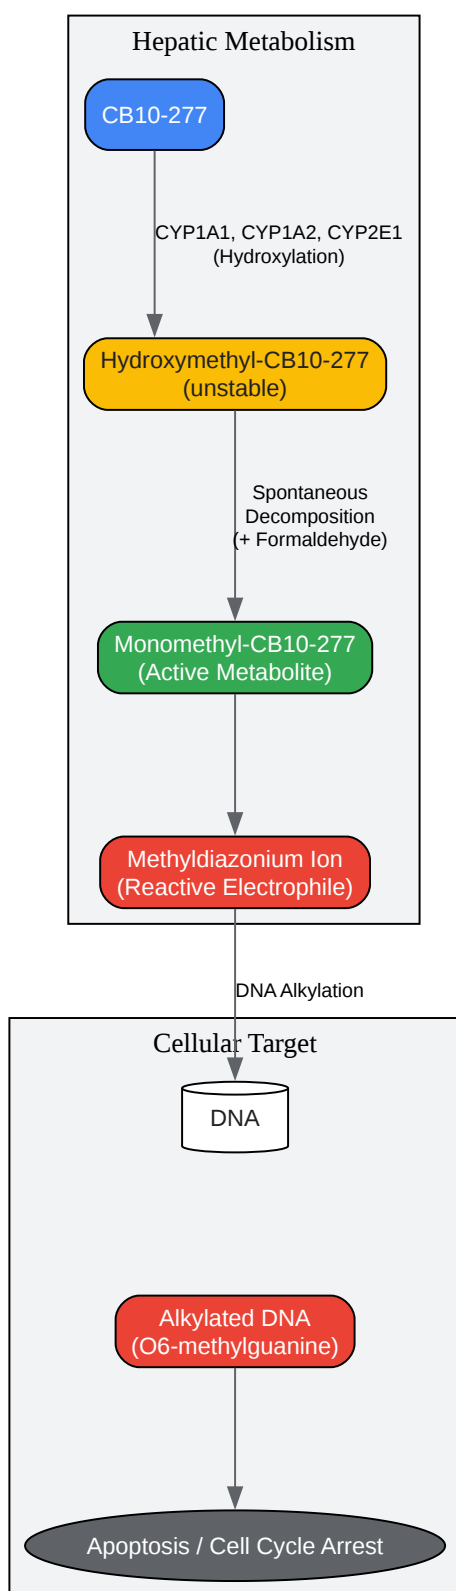 Hepatic Metabolism
CB10-277
CYP1A1, CYP1A2, CYP2E1
(Hydroxylation)
Hydroxymethyl-CB10-277
(unstable)
Spontaneous
Decomposition
(+ Formaldehyde)
Monomethyl-CB10-277
(Active Metabolite)
Methyldiazonium Ion
(Reactive Electrophile)
DNA Alkylation
Cellular Target
DNA
Alkylated DNA
(O6-methylguanine)
Apoptosis / Cell Cycle Arrest